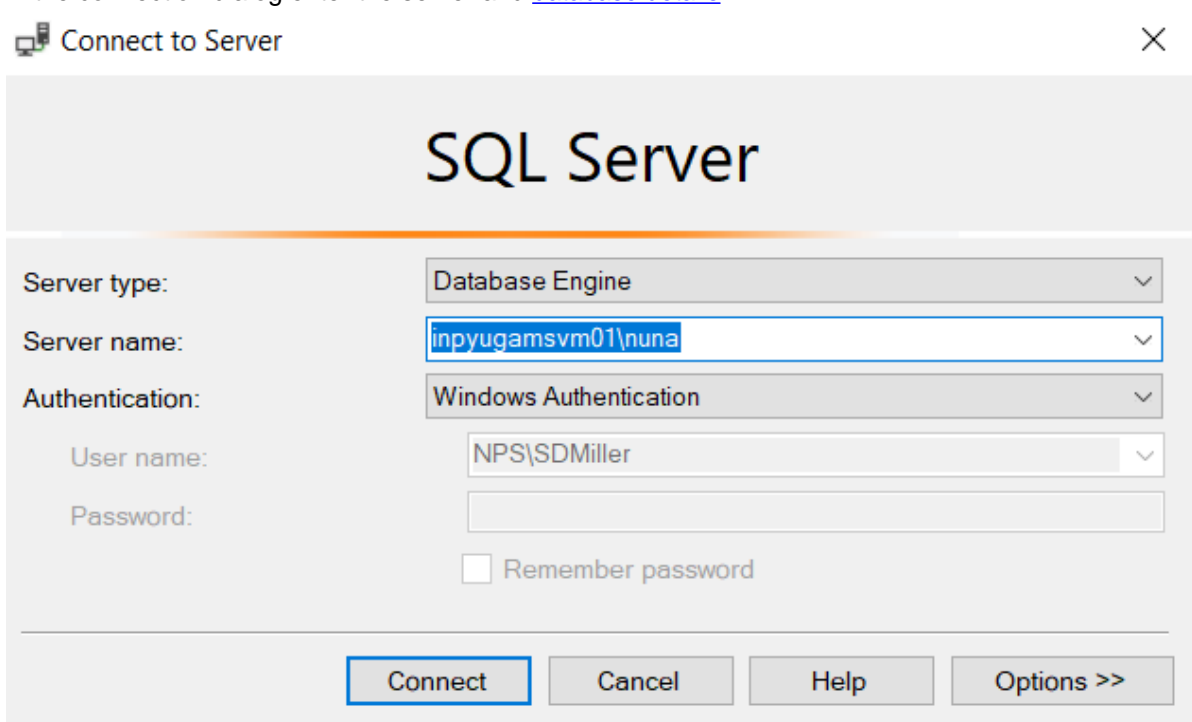 Connect to Server
SQL Server
Server type: Database Engine
Server name: inpyugamsvm01\nuna
Authentication: Windows Authentication
User name: NPS\SDMiller
Password:
Remember password
Connect Cancel Help Options >>